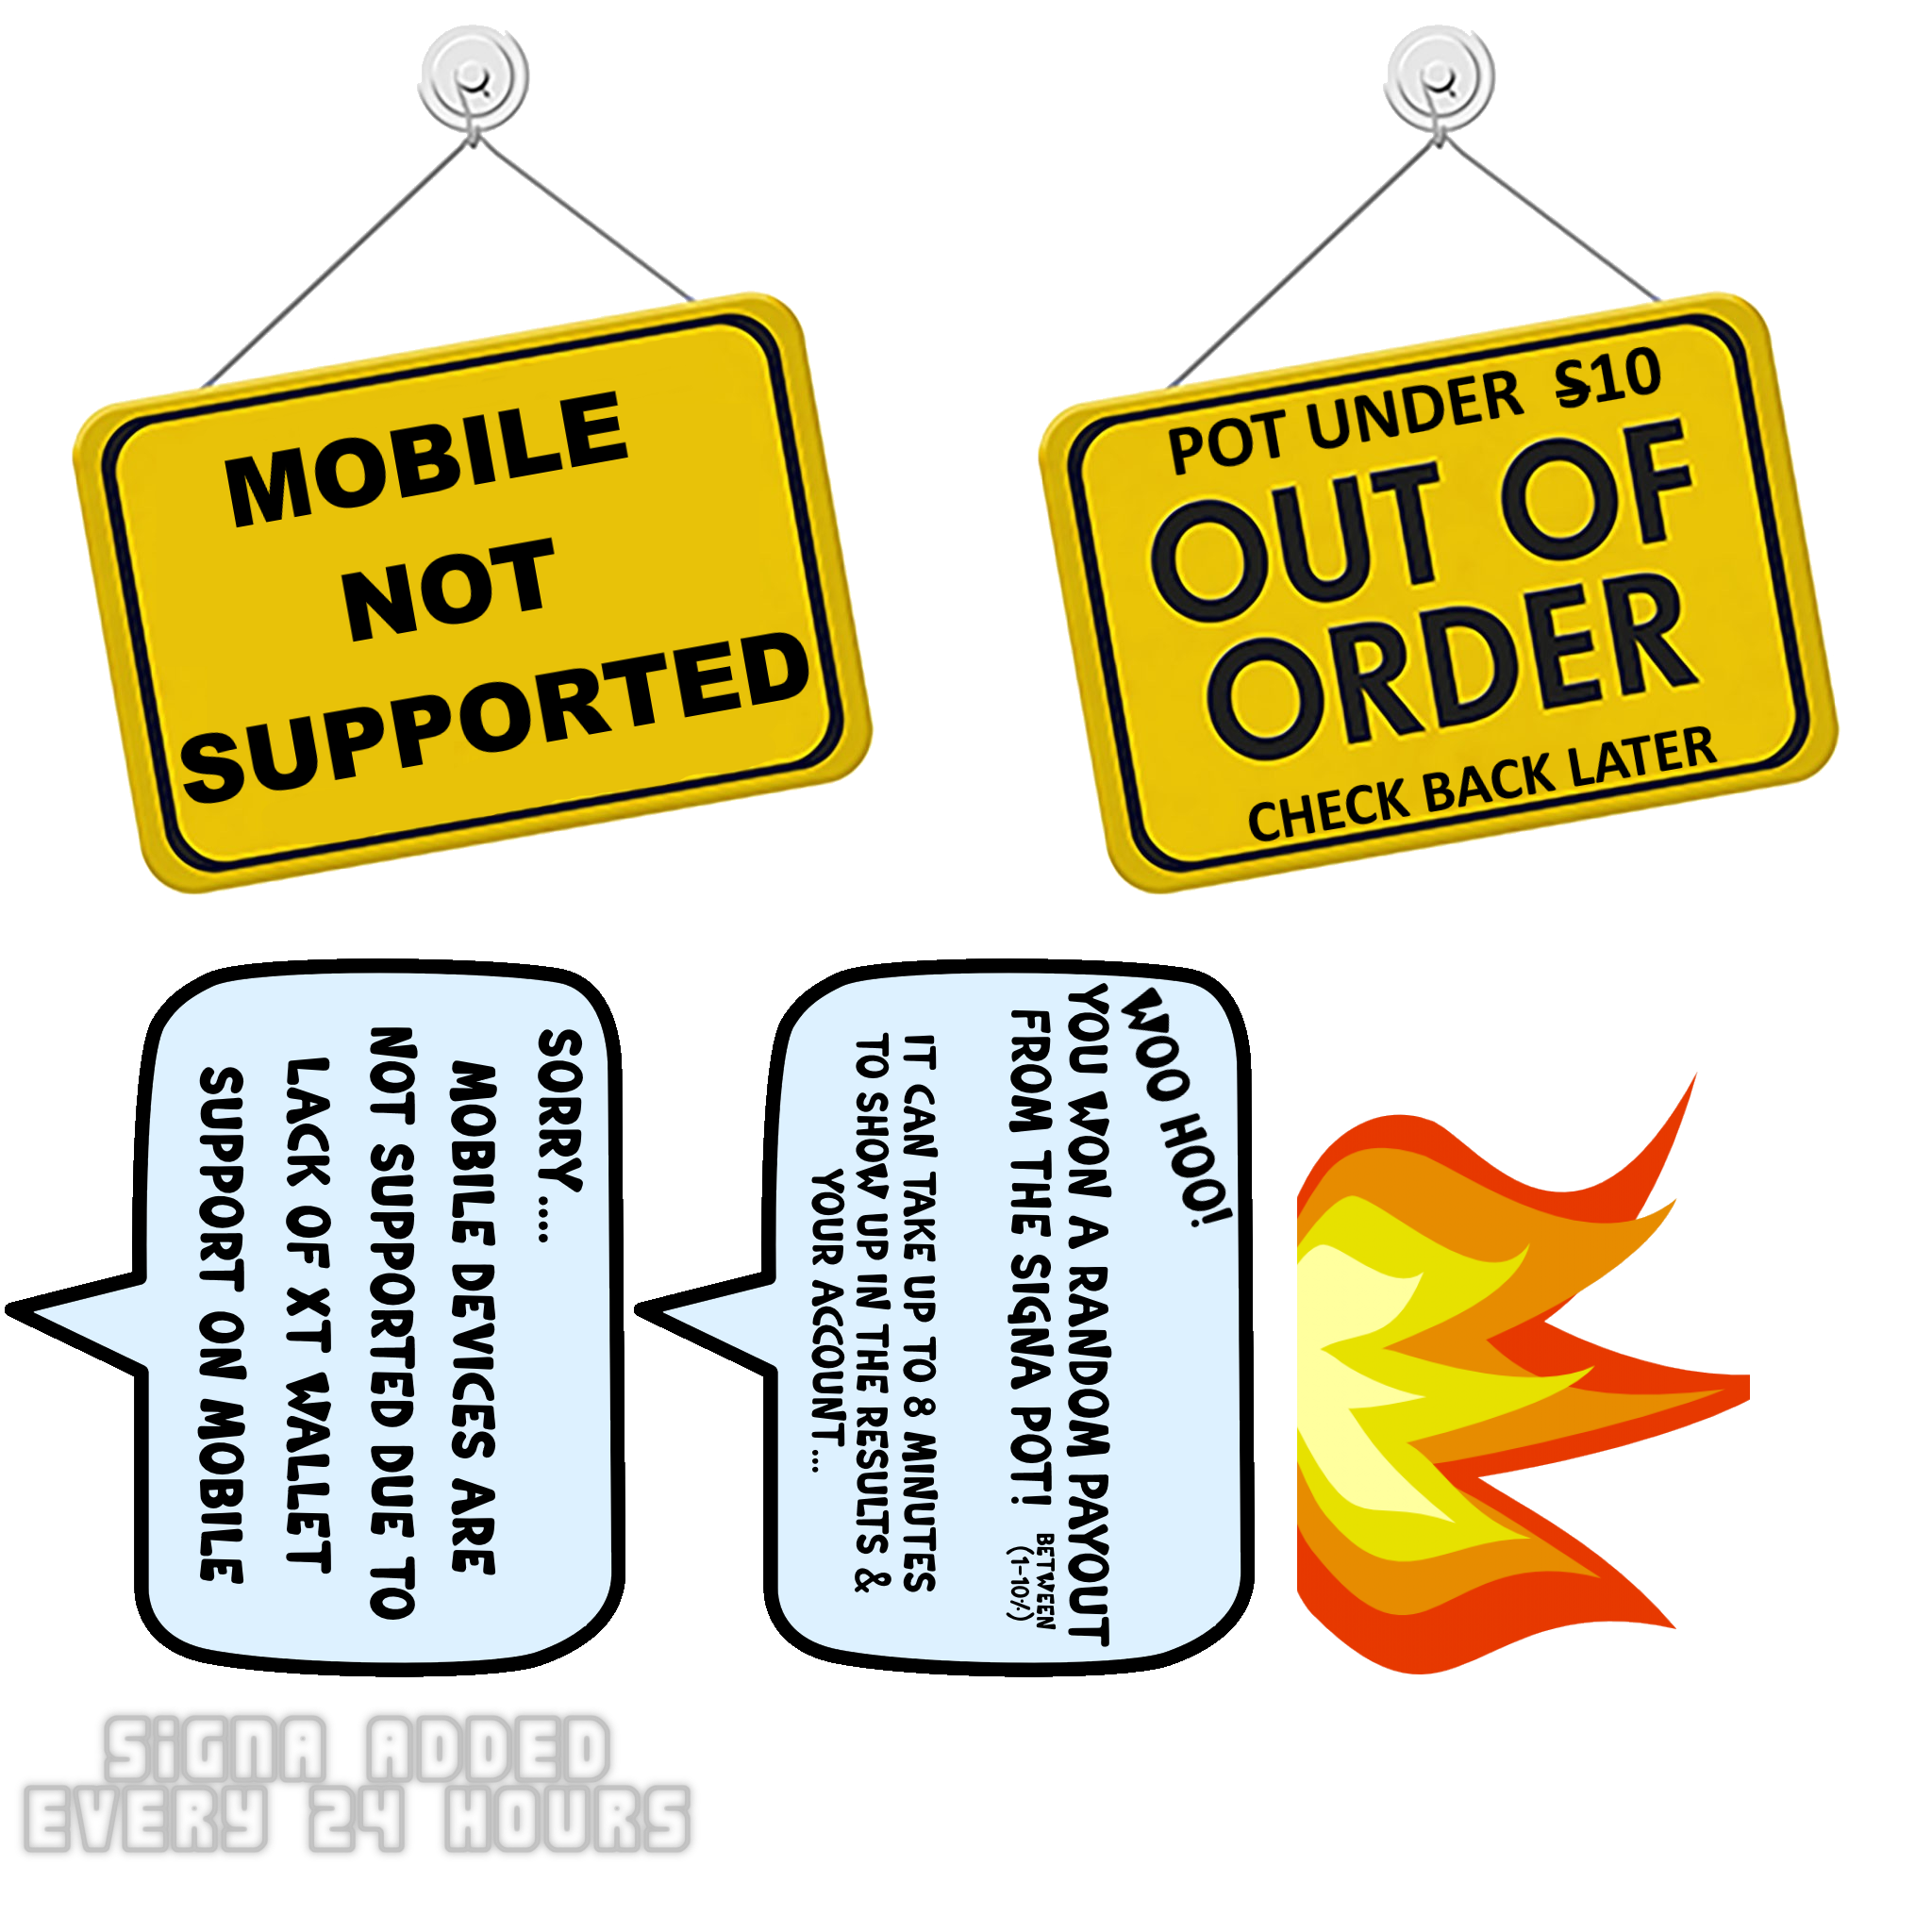 MOBILE
NOT
SUPPORTED
POT UNDER $10
OUT OF
ORDER
CHECK BACK LATER
SORRY ....
MOBILE DEVICES ARE
NOT SUPPORTED DUE TO
LACK OF XT WALLET
SUPPORT ON MOBILE
WOO HOO!
YOU WON A RANDOM PAYOUT
FROM THE SIGNA POT! BETWEEN
(1-10%)
IT CAN TAKE UP TO 8 MINUTES
TO SHOW UP IN THE RESULTS &
YOUR ACCOUNT ...
SiGNA ADDED
EVERY 24 HOURS